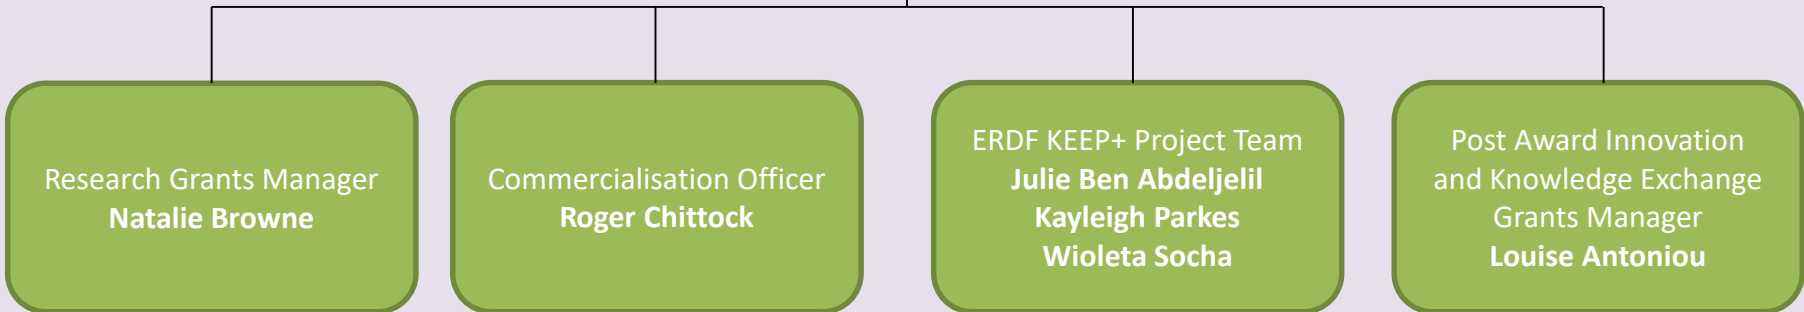 Research Grants Manager
Natalie Browne
Commercialisation Officer
Roger Chittock
ERDF KEEP+ Project Team
Julie Ben Abdeljelil
Kayleigh Parkes
Wioleta Socha
Post Award Innovation
and Knowledge Exchange
Grants Manager
Louise Antoniou